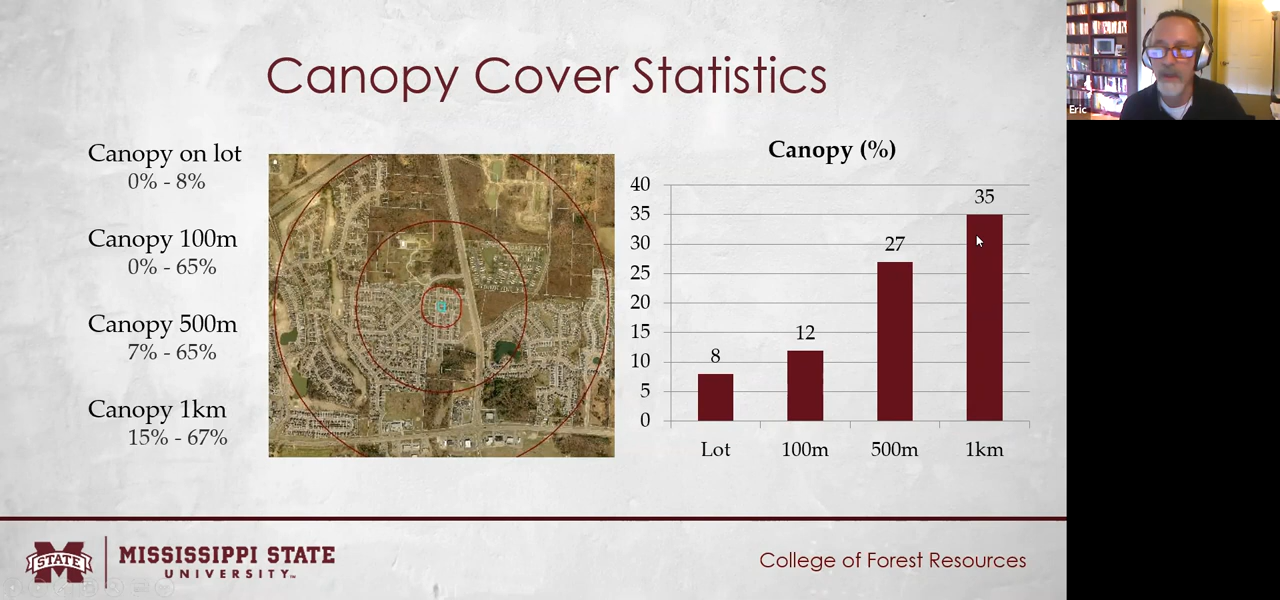 Canopy Cover Statistics
Eric
Canopy on lot
0% - 8%
Canopy 100m
0% - 65%
Canopy 500m
7% - 65%
Canopy 1km
15% - 67%
Canopy (%)
40
35
30
25
20
15
10
5
0
8
12
27
35
Lot
100m
500m
1km
STATE
MISSISSIPPI STATE
UNIVERSITY™
College of Forest Resources